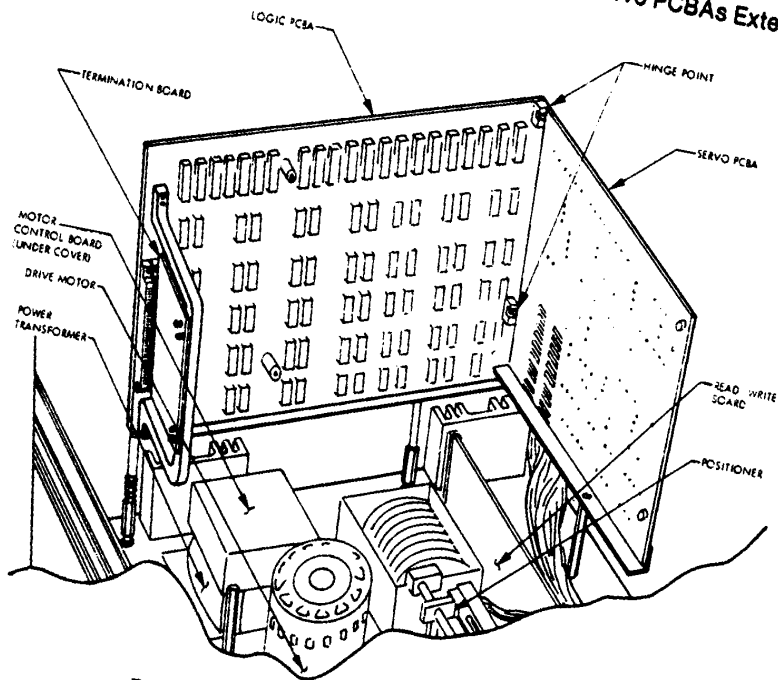 PCBAs Exte
LOGIC PCBA
TERMINATION BOARD
HINGE POINT
SERVO PCBA
MOTOR
CONTROL BOARD
(UNDER COVER)
DRIVE MOTOR
POWER
TRANSFORMER
READ WRITE
BOARD
POSITIONER